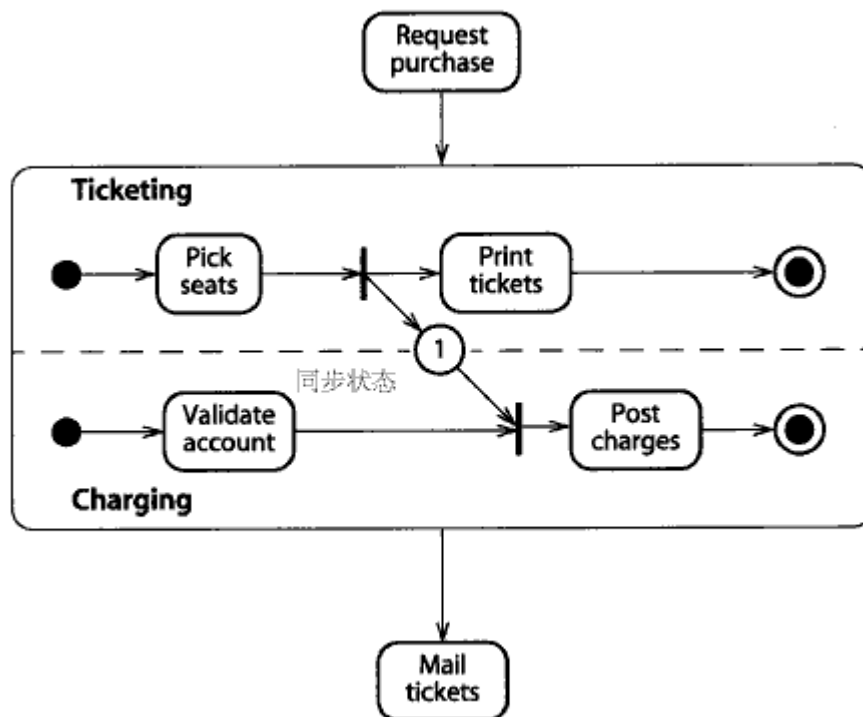 Request
purchase
Ticketing
Pick
seats
Print
tickets
1
同步状态
Validate
account
Post
charges
Charging
Mail
tickets